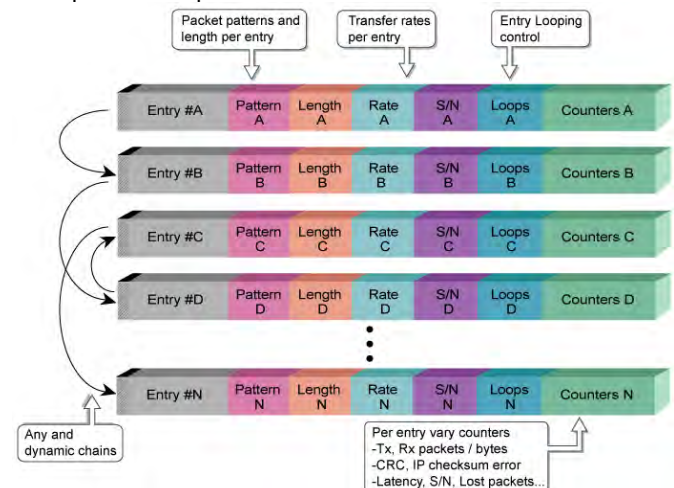 Packet patterns and
length per entry
Transfer rates
per entry
Entry Looping
control
Entry #A Pattern A Length A Rate A S/N A Loops A Counters A
Entry #B Pattern B Length B Rate B S/N B Loops B Counters B
Entry #C Pattern C Length C Rate C S/N C Loops C Counters C
Entry #D Pattern D Length D Rate D S/N D Loops D Counters D
Entry #N Pattern N Length N Rate N S/N N Loops N Counters N
Any and
dynamic chains
Per entry vary counters
-Tx, Rx packets / bytes
-CRC, IP checksum error
-Latency, S/N, Lost packets...